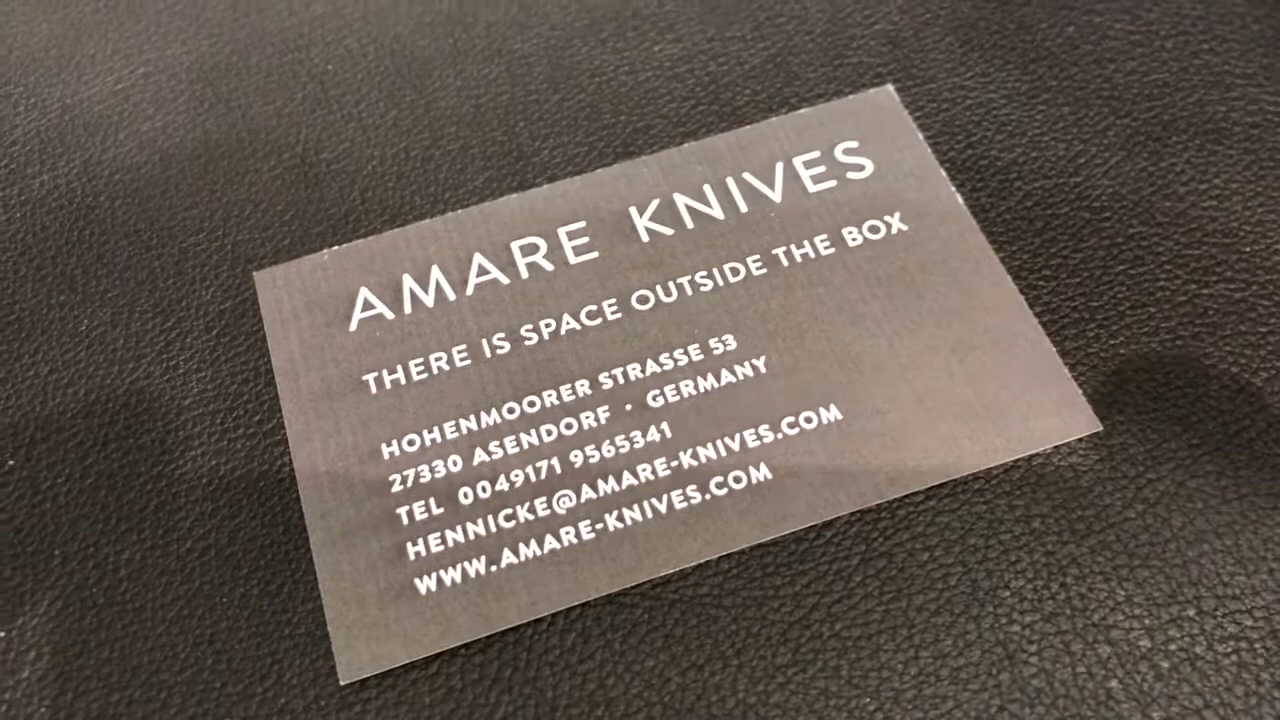 AMARE KNIVES
THERE IS SPACE OUTSIDE THE BOX
HOHENMOORER STRASSE 53
27330 ASENDORF · GERMANY
TEL 0049171 9565341
HENNICKE@AMARE-KNIVES.COM
WWW.AMARE-KNIVES.COM